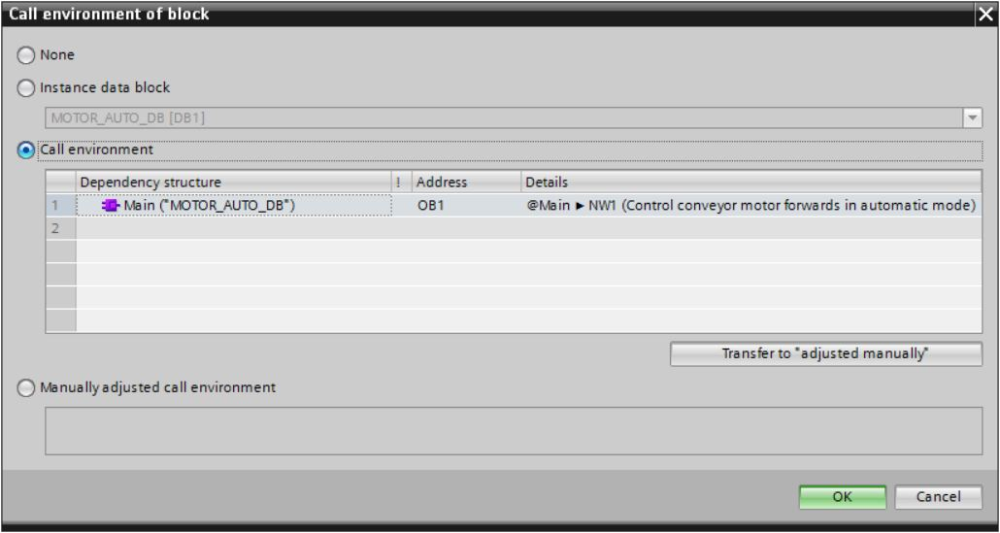 Call environment of block
None
Instance data block
MOTOR_AUTO_DB [DB1]
Call environment
Dependency structure ! Address Details
1 Main ("MOTOR_AUTO_DB") OB1 @Main ► NW1 (Control conveyor motor forwards in automatic mode)
2
Transfer to "adjusted manually"
Manually adjusted call environment
OK Cancel